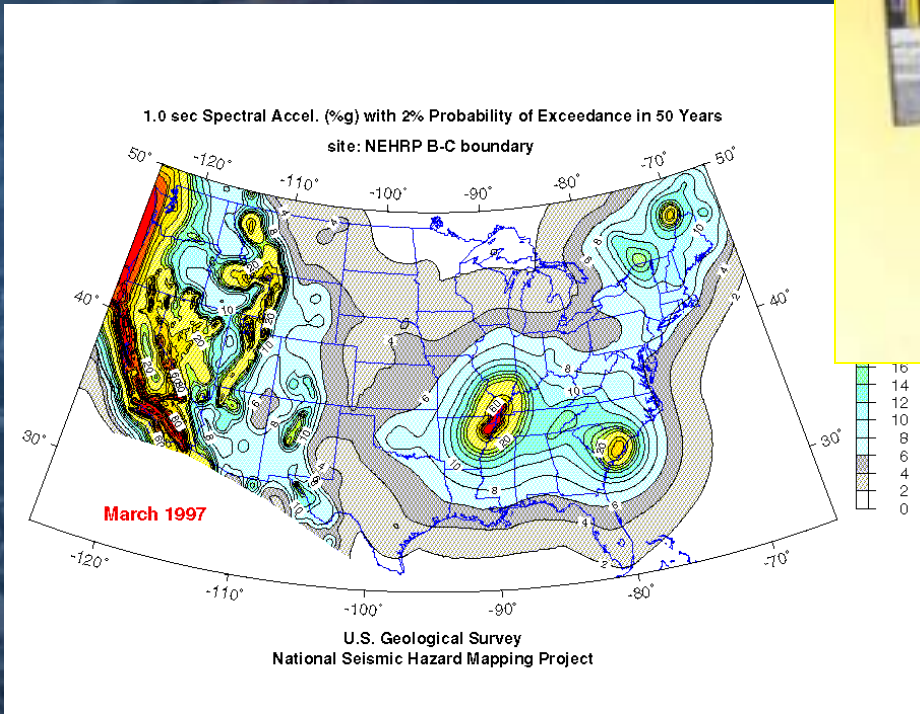 1.0 sec Spectral Accel. (%g) with 2% Probability of Exceedance in 50 Years
site: NEHRP B-C boundary
50° -120° -110° -100° -90° -80° -70° 50°
40° 40°
30° 30°
16
14
12
10
8
6
4
2
0
March 1997
-120° -110° -100° -90° -80° -70°
U.S. Geological Survey
National Seismic Hazard Mapping Project